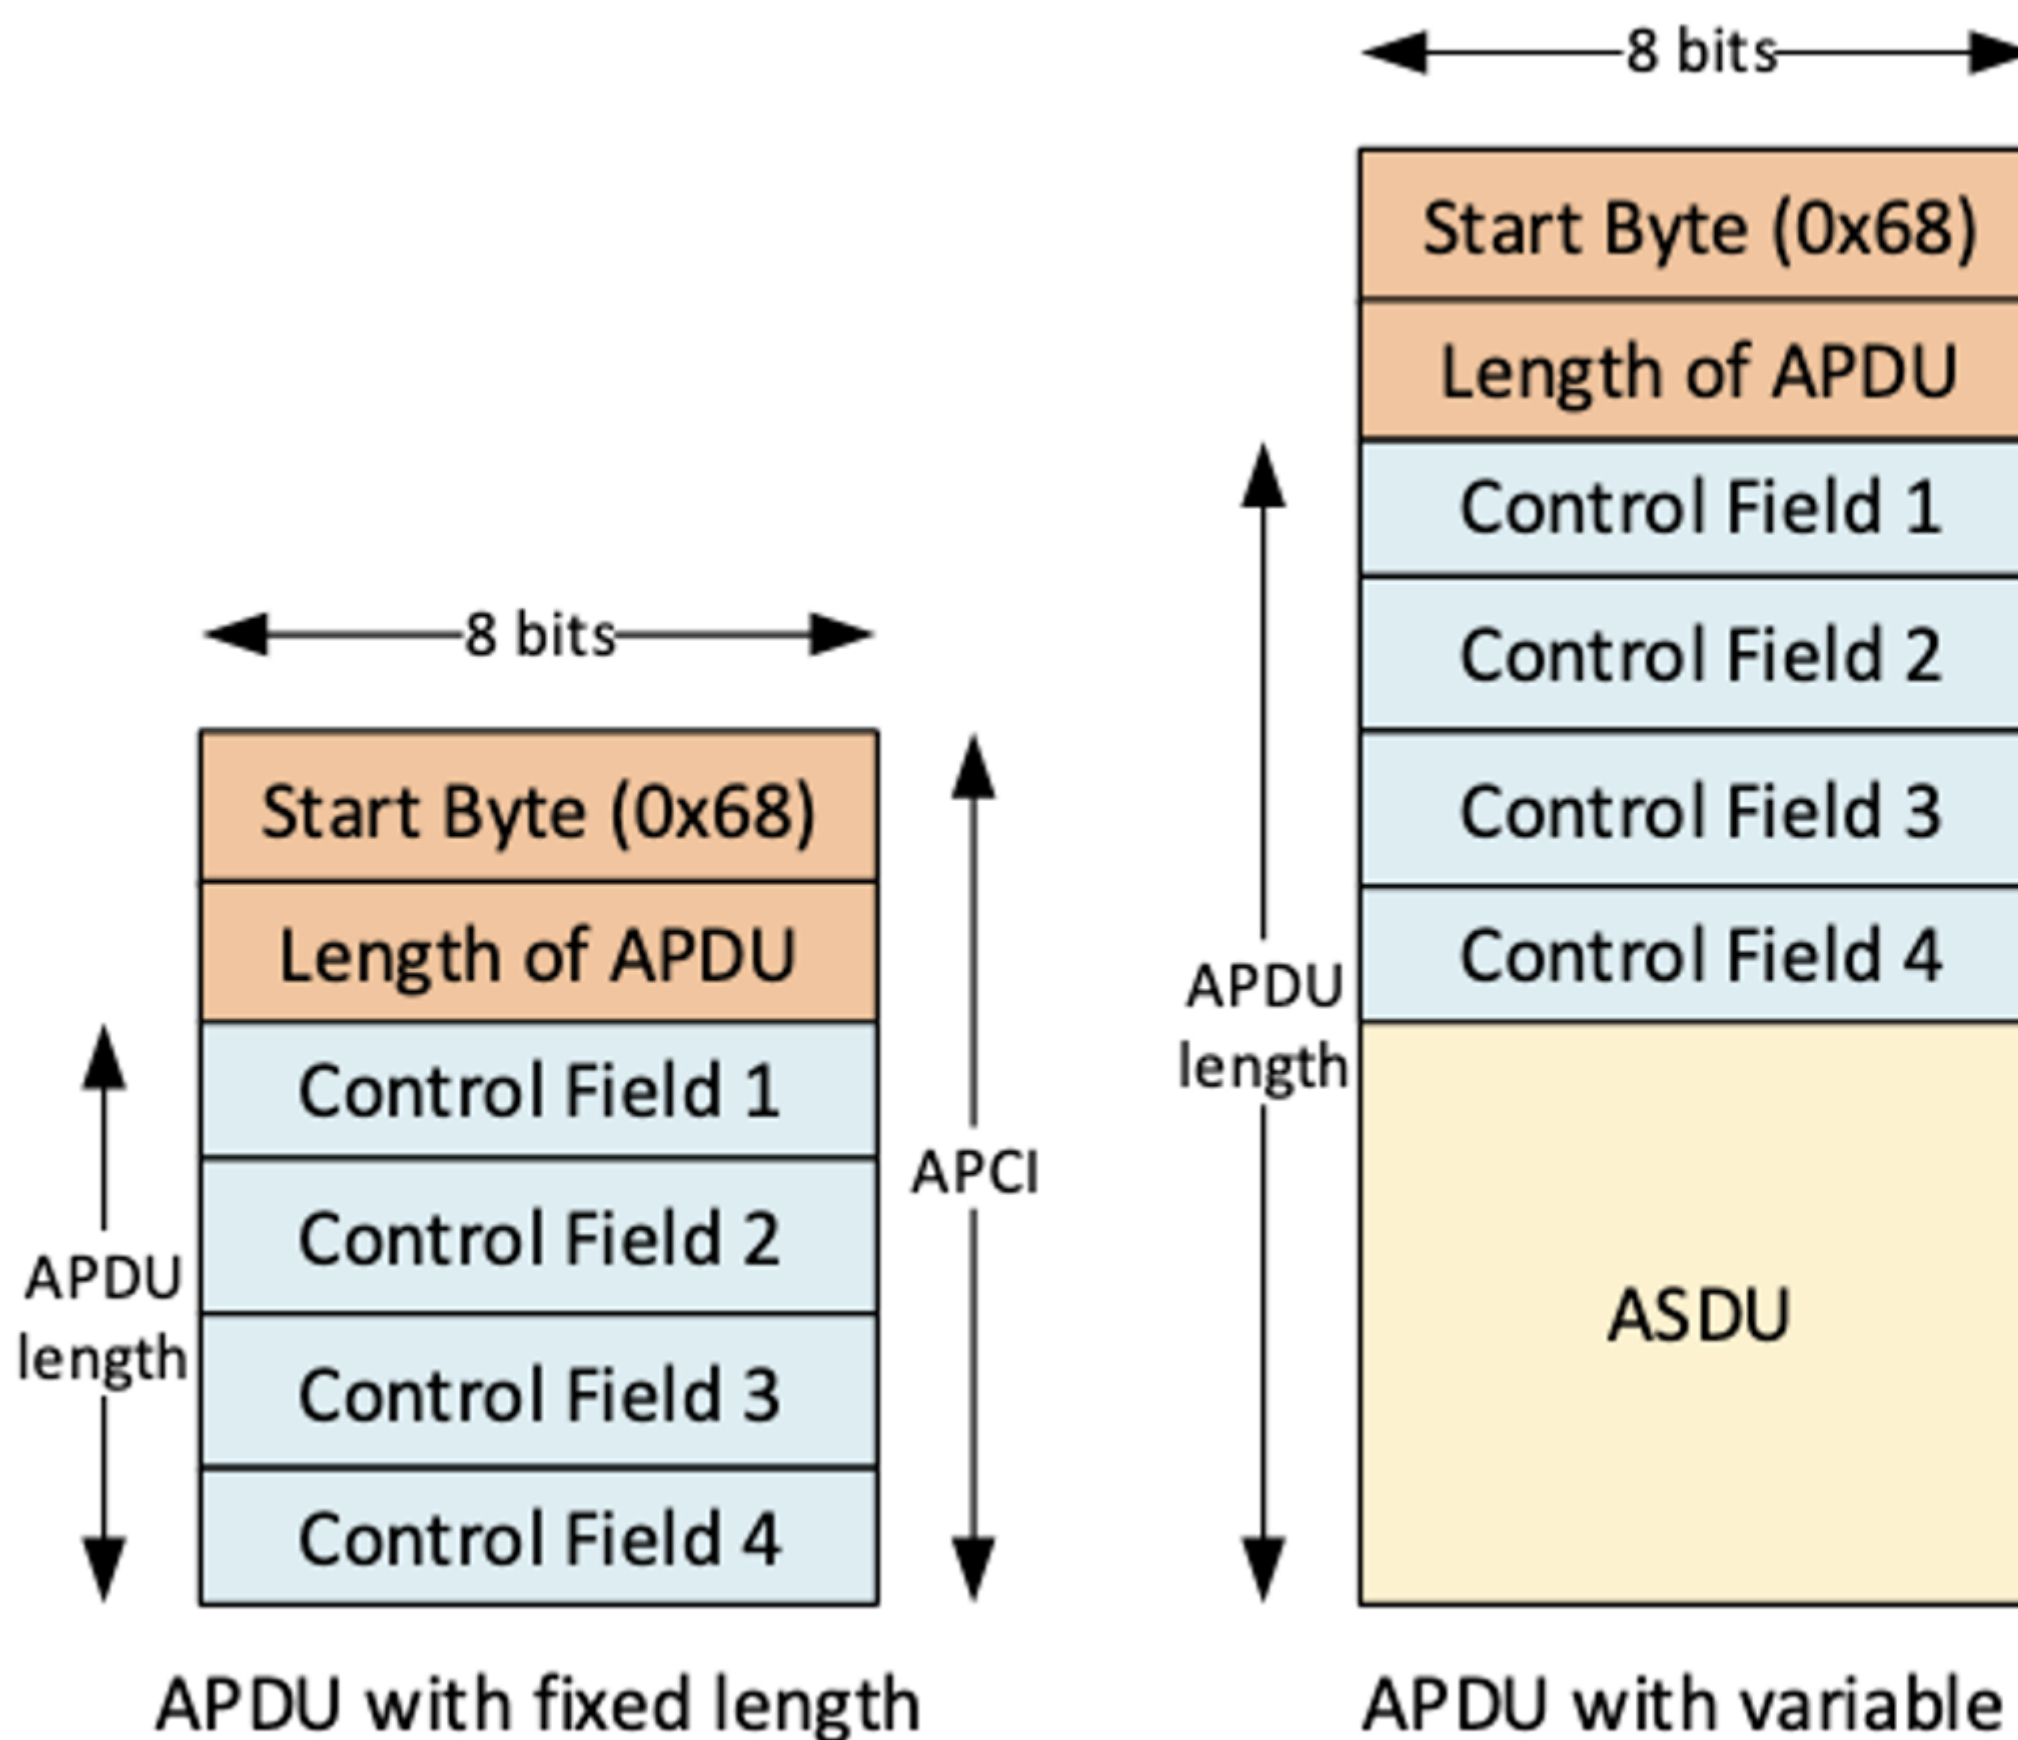 8 bits
Start Byte (0x68)
Length of APDU
Control Field 1
Control Field 2
Control Field 3
Control Field 4
APDU
length
APCI
APDU with fixed length
8 bits
Start Byte (0x68)
Length of APDU
Control Field 1
Control Field 2
Control Field 3
Control Field 4
APDU
length
ASDU
APDU with variable